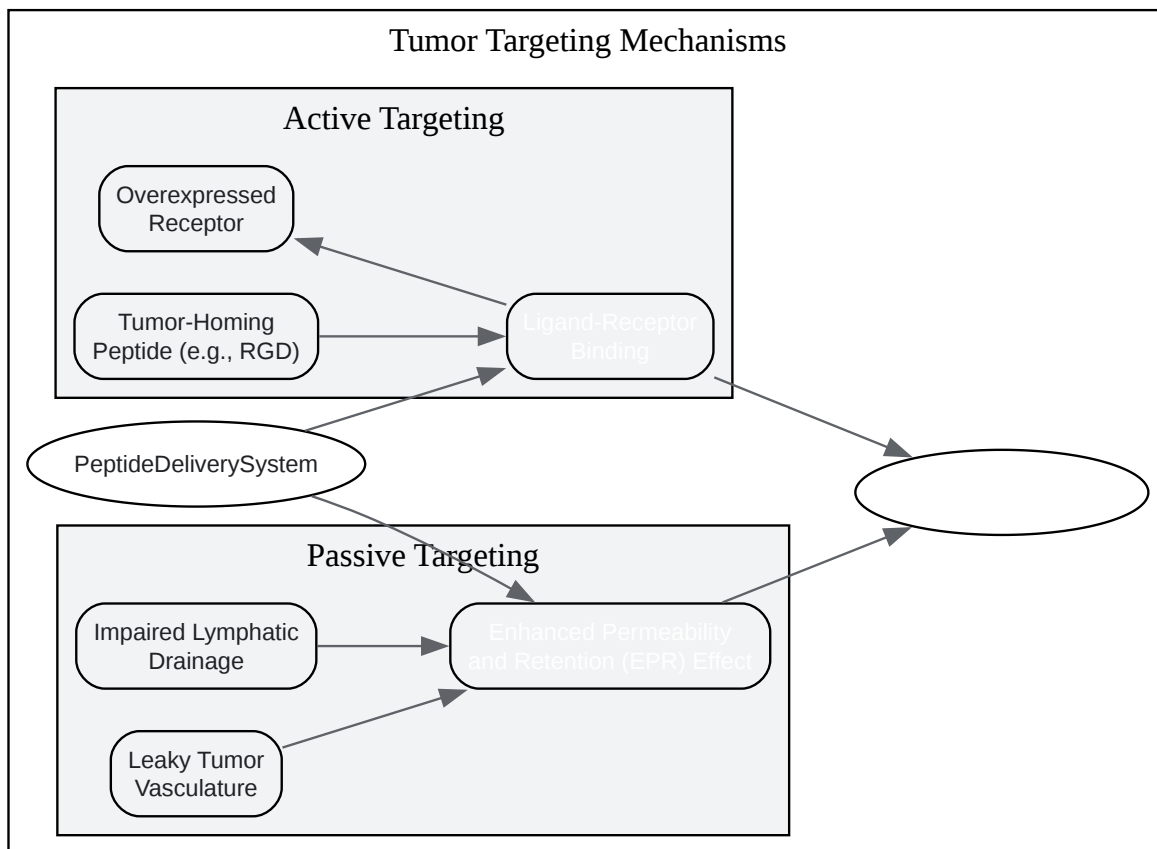 Tumor Targeting Mechanisms
Active Targeting
Overexpressed
Receptor
Tumor-Homing
Peptide (e.g., RGD)
Ligand-Receptor
Binding
PeptideDeliverySystem
Passive Targeting
Impaired Lymphatic
Drainage
Enhanced Permeability
and Retention (EPR) Effect
Leaky Tumor
Vasculature